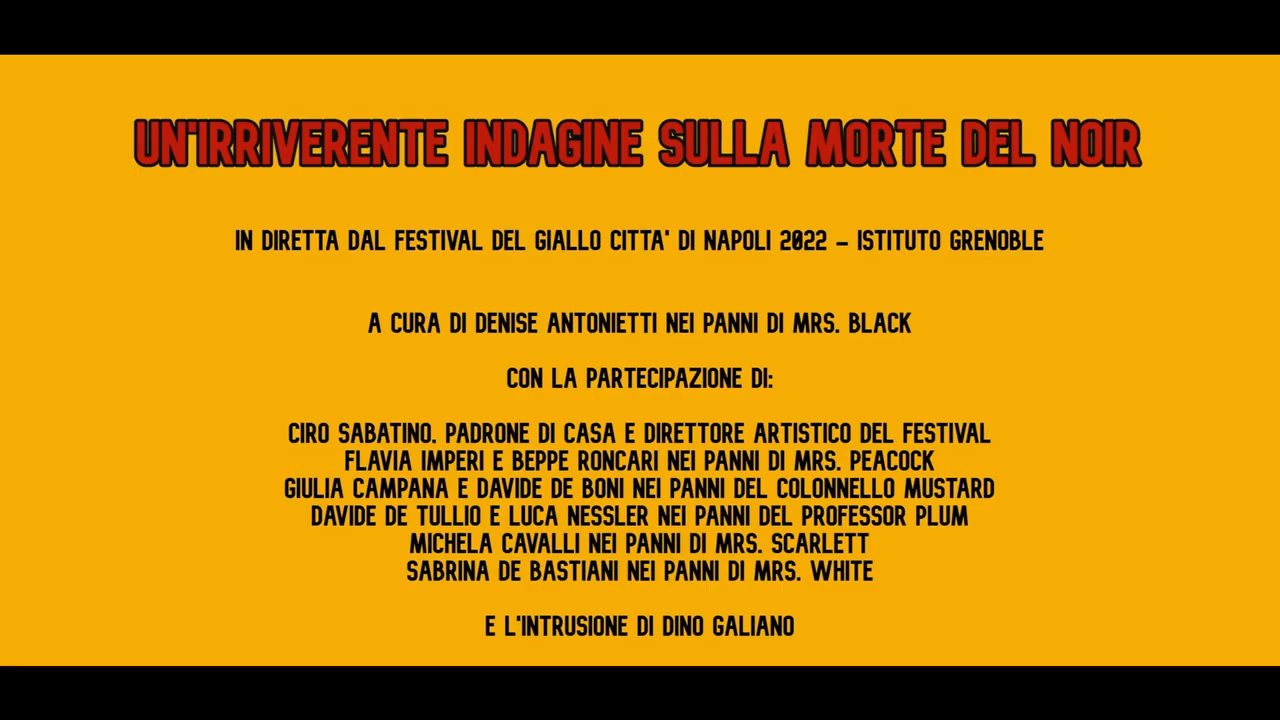 UN'IRRIVERENTE INDAGINE SULLA MORTE DEL NOIR
IN DIRETTA DAL FESTIVAL DEL GIALLO CITTA' DI NAPOLI 2022 – ISTITUTO GRENOBLE
A CURA DI DENISE ANTONIETTI NEI PANNI DI MRS. BLACK
CON LA PARTECIPAZIONE DI:
CIRO SABATINO. PADRONE DI CASA E DIRETTORE ARTISTICO DEL FESTIVAL
FLAVIA IMPERI E BEPPE RONCARI NEI PANNI DI MRS. PEACOCK
GIULIA CAMPANA E DAVIDE DE BONI NEI PANNI DEL COLONNELLO MUSTARD
DAVIDE DE TULLIO E LUCA NESSLER NEI PANNI DEL PROFESSOR PLUM
MICHELA CAVALLI NEI PANNI DI MRS. SCARLETT
SABRINA DE BASTIANI NEI PANNI DI MRS. WHITE
E L'INTRUSIONE DI DINO GALIANO